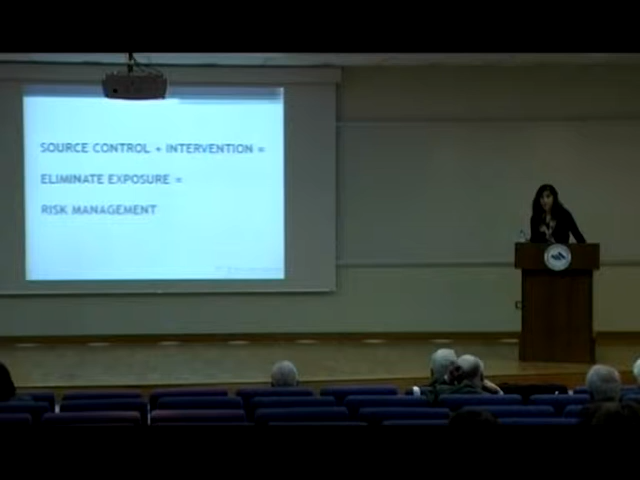 SOURCE CONTROL + INTERVENTION =
ELIMINATE EXPOSURE =
RISK MANAGEMENT